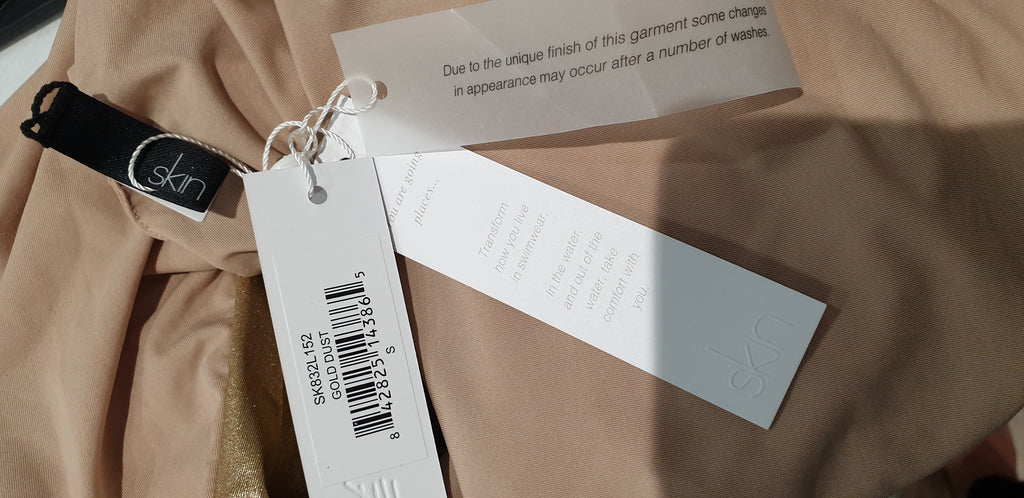 Due to the unique finish of this garment some changes
in appearance may occur after a number of washes.
skin
are going
places...
Transform
how you live
in swimwear.
In the water,
and out of the
water, take
comfort with
you.
skin
SK832L152
GOLD DUST
8 42825 14386 5
S